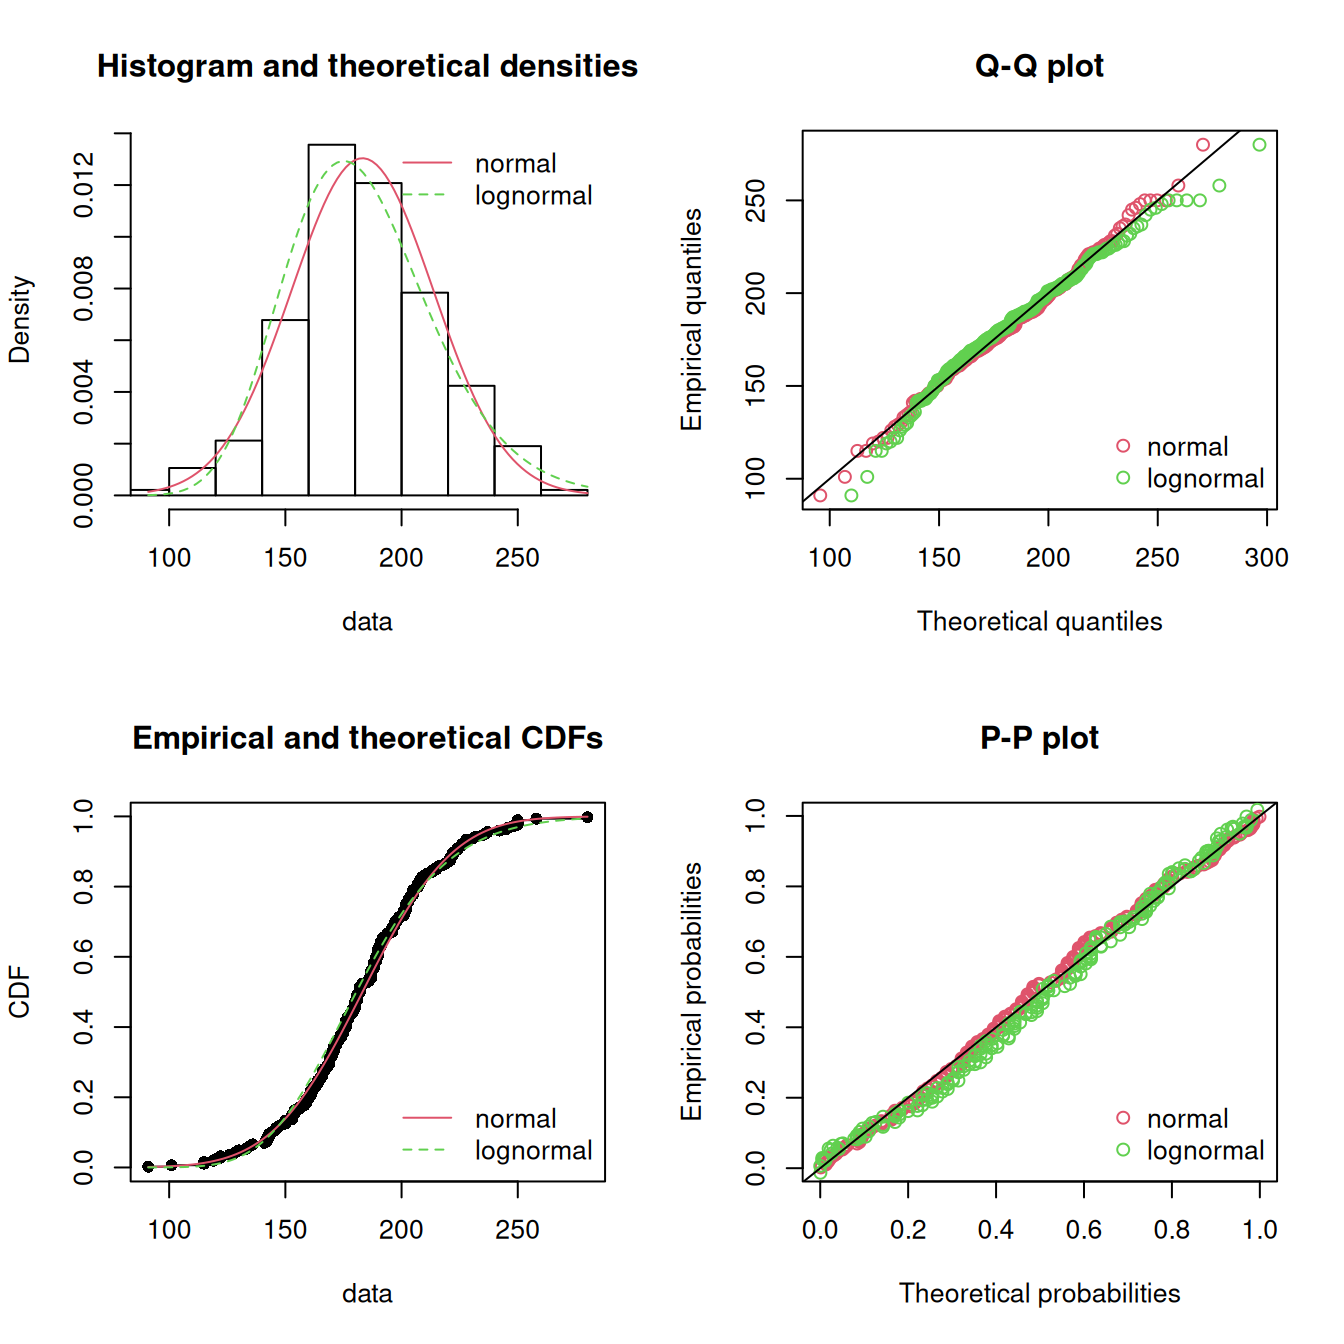 Histogram and theoretical densities
Density
0.000 0.004 0.008 0.012
normal
lognormal
100 150 200 250
data
Q-Q plot
Empirical quantiles
100 150 200 250
normal
lognormal
100 150 200 250 300
Theoretical quantiles
Empirical and theoretical CDFs
CDF
0.0 0.2 0.4 0.6 0.8 1.0
normal
lognormal
100 150 200 250
data
P-P plot
Empirical probabilities
0.0 0.2 0.4 0.6 0.8 1.0
normal
lognormal
0.0 0.2 0.4 0.6 0.8 1.0
Theoretical probabilities